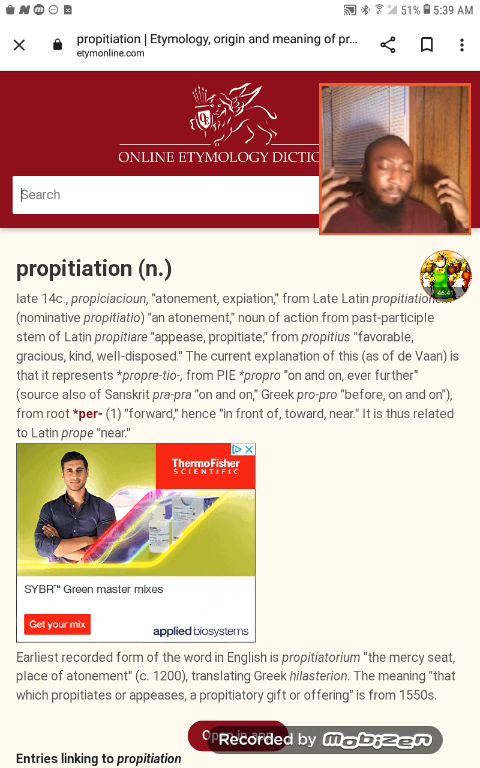 51% 5:39 AM
propitiation | Etymology, origin and meaning of pr...
etymonline.com
OE
ONLINE ETYMOLOGY DICTIO
Search
propitiation (n.)
late 14c., propiciacioun, "atonement, expiation," from Late Latin propitiationem
(nominative propitiatio) "an atonement," noun of action from past-participle
stem of Latin propitiare "appease, propitiate," from propitius "favorable,
gracious, kind, well-disposed." The current explanation of this (as of de Vaan) is
that it represents *propre-tio-, from PIE *propro "on and on, ever further"
(source also of Sanskrit pra-pra "on and on," Greek pro-pro "before, on and on"),
from root *per- (1) "forward," hence "in front of, toward, near." It is thus related
to Latin prope "near."
46:41
ThermoFisher
SCIENTIFIC
SYBR™ Green master mixes
Get your mix
applied biosystems
Earliest recorded form of the word in English is propitiatorium "the mercy seat,
place of atonement" (c. 1200), translating Greek hilasterion. The meaning "that
which propitiates or appeases, a propitiatory gift or offering" is from 1550s.
Open in app
Recorded by MOBIZEN
Entries linking to propitiation